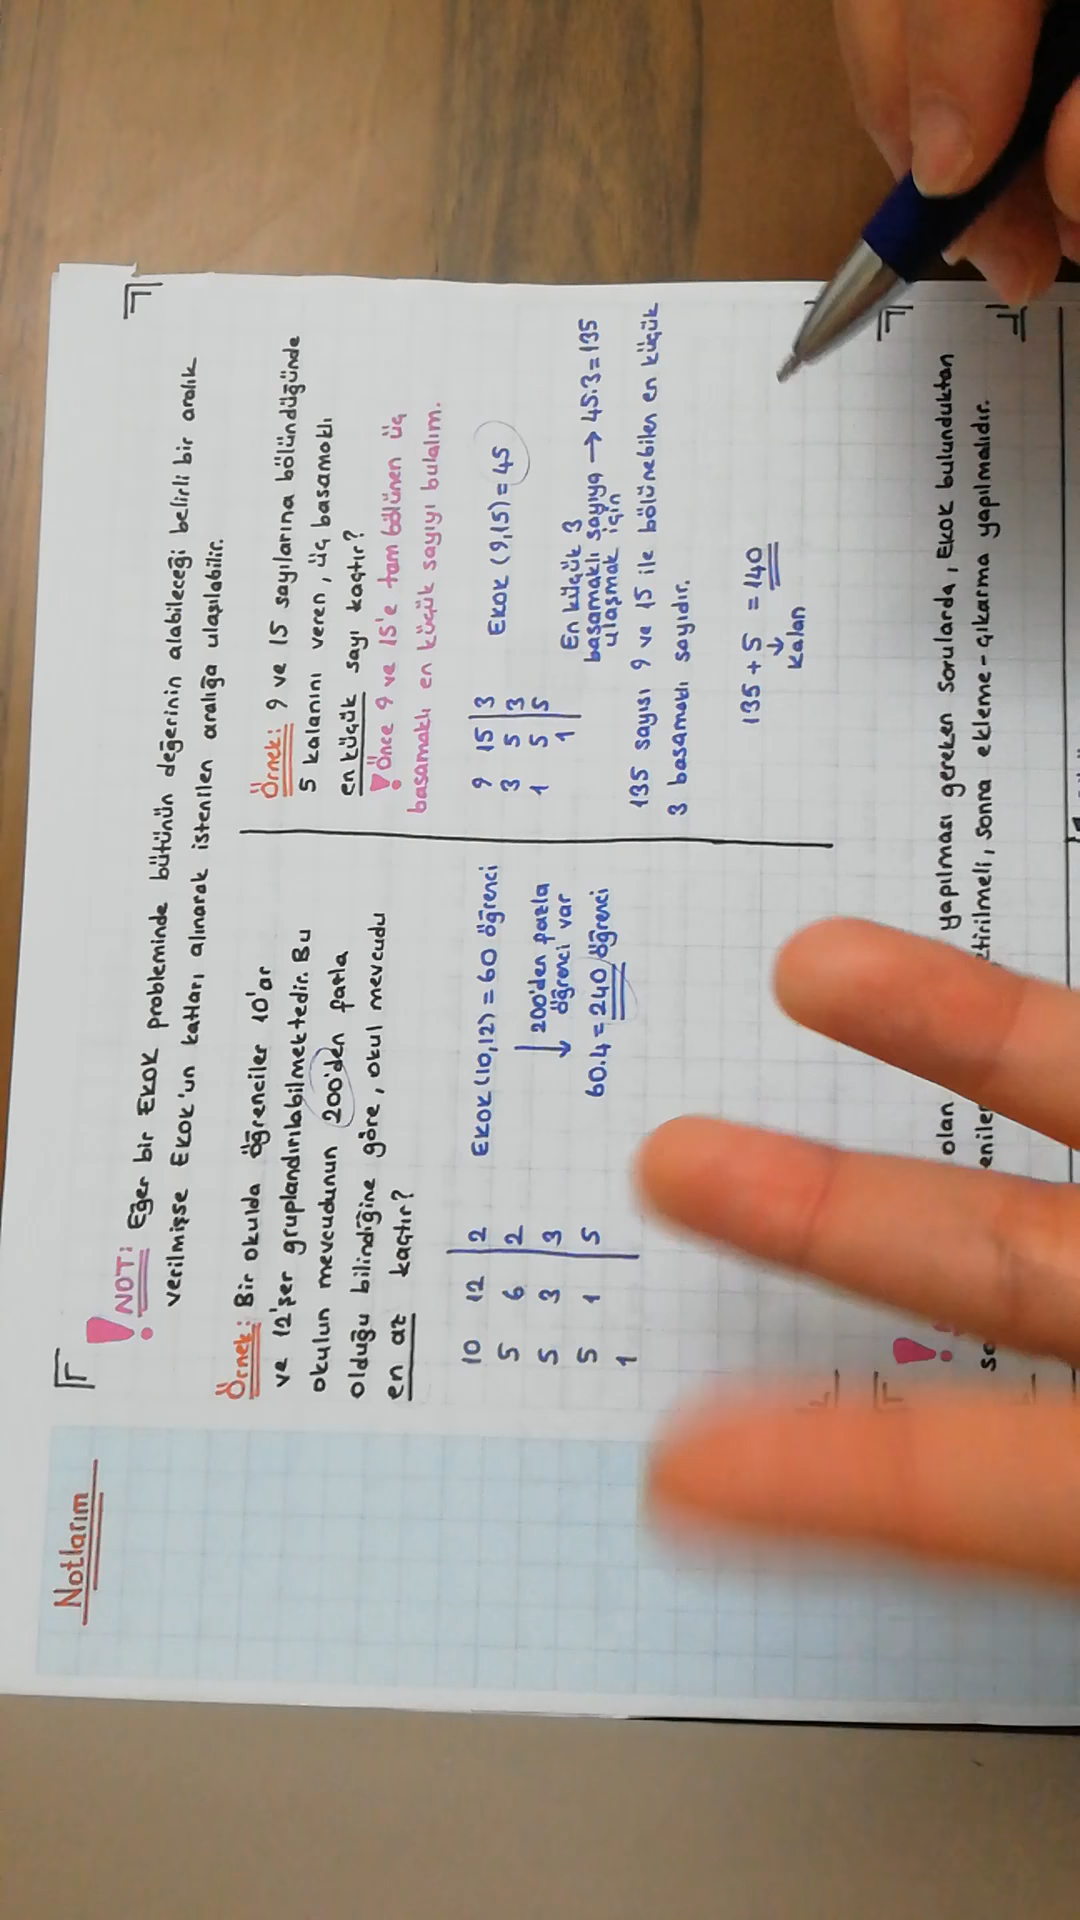 Notlarım
! NOT: Eğer bir EKOK probleminde bütünün değerinin alabileceği belirli bir aralık
verilmişse EKOK'un katları alınarak istenilen aralığa ulaşılabilir.
Örnek: Bir okulda öğrenciler 10'ar
ve 12'şer gruplandırılabilmektedir. Bu
okulun mevcudunun 200'den fazla
olduğu bilindiğine göre, okul mevcudu
en az kaçtır?
10 12 | 2
5 6 | 2
5 3 | 3
5 1 | 5
1
EKOK(10,12) = 60 öğrenci
↓ 200'den fazla
öğrenci var
60.4 = 240 öğrenci
Örnek: 9 ve 15 sayılarına bölündüğünde
5 kalanını veren, üç basamaklı
en küçük sayı kaçtır?
! Önce 9 ve 15'e tam bölünen üç
basamaklı en küçük sayıyı bulalım.
9 15 | 3
3 5 | 3
1 5 | 5
1
EKOK (9,15) = 45
En küçük 3
basamaklı sayıya → 45.3=135
ulaşmak için
135 sayısı 9 ve 15 ile bölünebilen en küçük
3 basamaklı sayıdır.
135 + 5 = 140
↓
kalan
olan
yapılması gereken sorularda, EKOK bulunduktan
sonra ekleme-çıkarma yapılmalıdır.